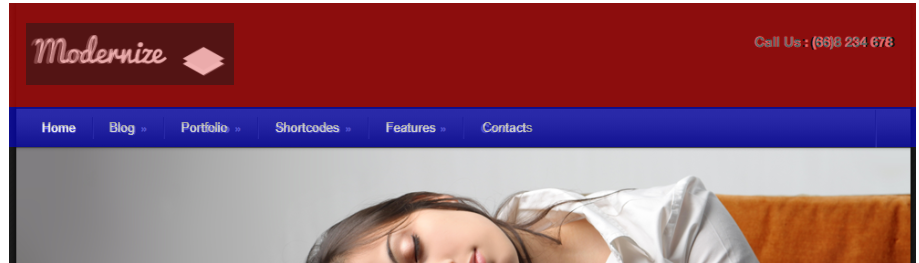 Modernize
Call Us : (66)8 234 678
Home
Blog »
Portfolio »
Shortcodes »
Features »
Contacts